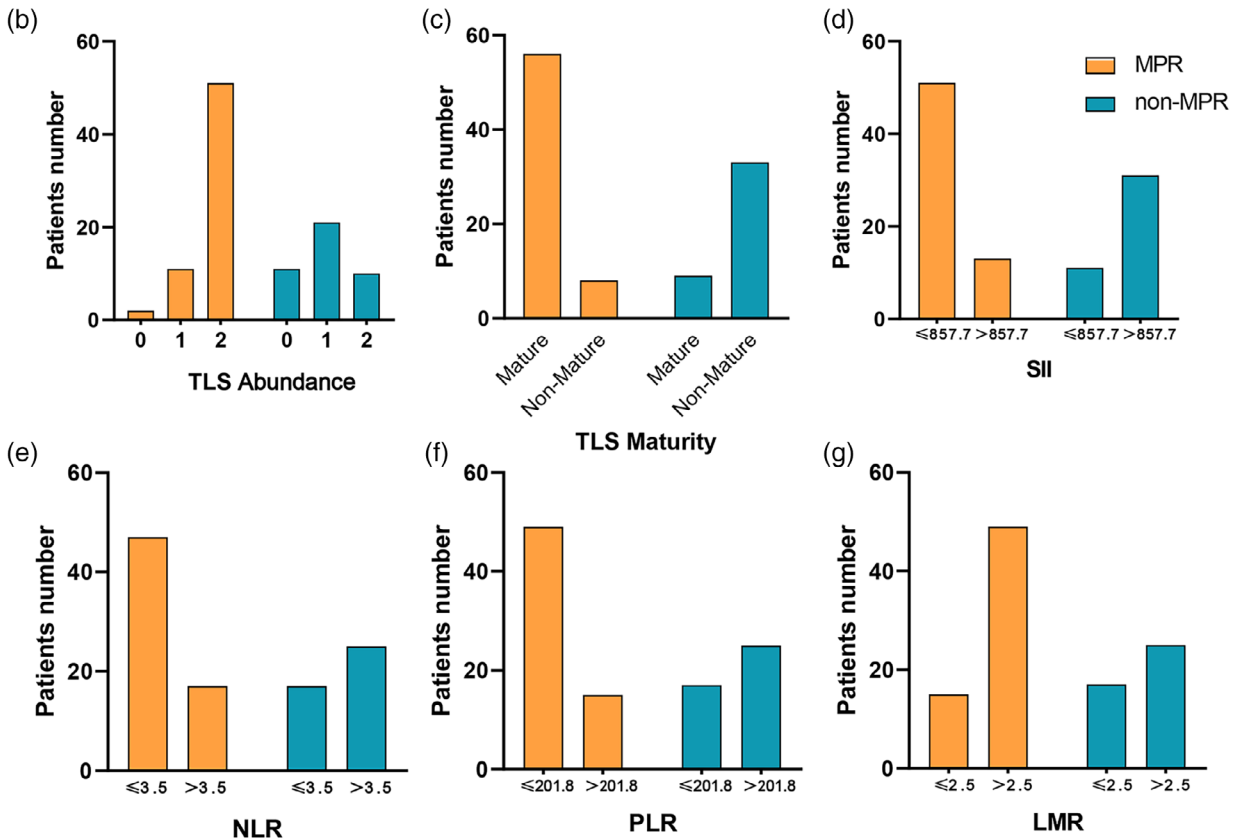 (b)
60
40
20
0
Patients number
0 1 2 0 1 2
TLS Abundance
(c)
60
40
20
0
Patients number
Mature Non-Mature Mature Non-Mature
TLS Maturity
(d)
60
40
20
0
Patients number
≤857.7 >857.7 ≤857.7 >857.7
SII
MPR
non-MPR
(e)
60
40
20
0
Patients number
≤3.5 >3.5 ≤3.5 >3.5
NLR
(f)
60
40
20
0
Patients number
≤201.8 >201.8 ≤201.8 >201.8
PLR
(g)
60
40
20
0
Patients number
≤2.5 >2.5 ≤2.5 >2.5
LMR